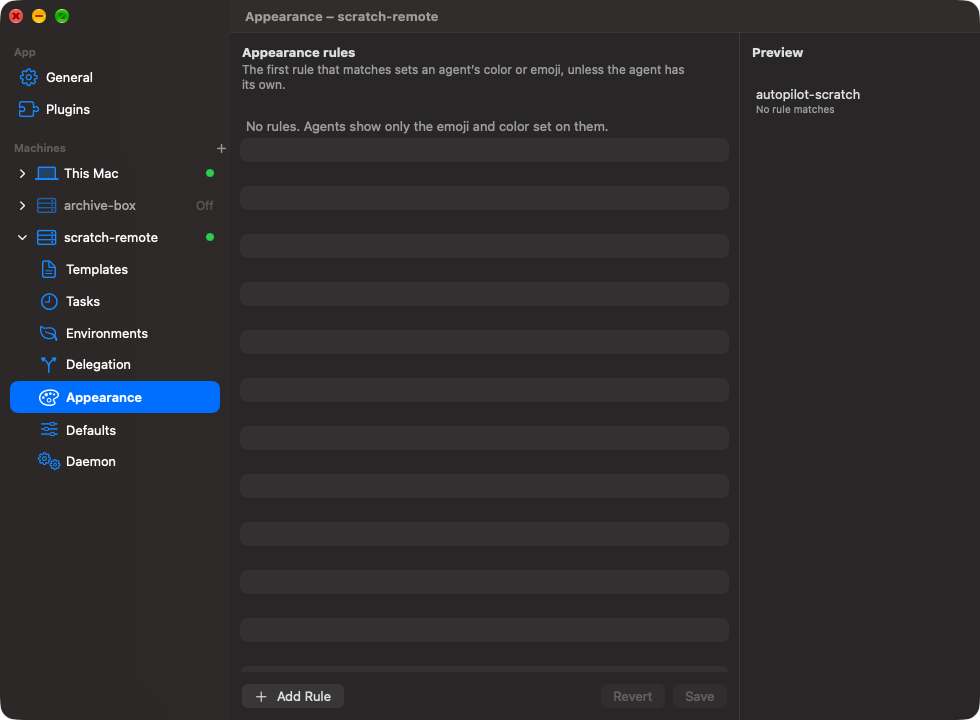 Appearance – scratch-remote
App
General
Plugins
Machines
This Mac
archive-box Off
scratch-remote
Templates
Tasks
Environments
Delegation
Appearance
Defaults
Daemon
Appearance rules
The first rule that matches sets an agent's color or emoji, unless the agent has
its own.
No rules. Agents show only the emoji and color set on them.
Add Rule
Revert
Save
Preview
autopilot-scratch
No rule matches